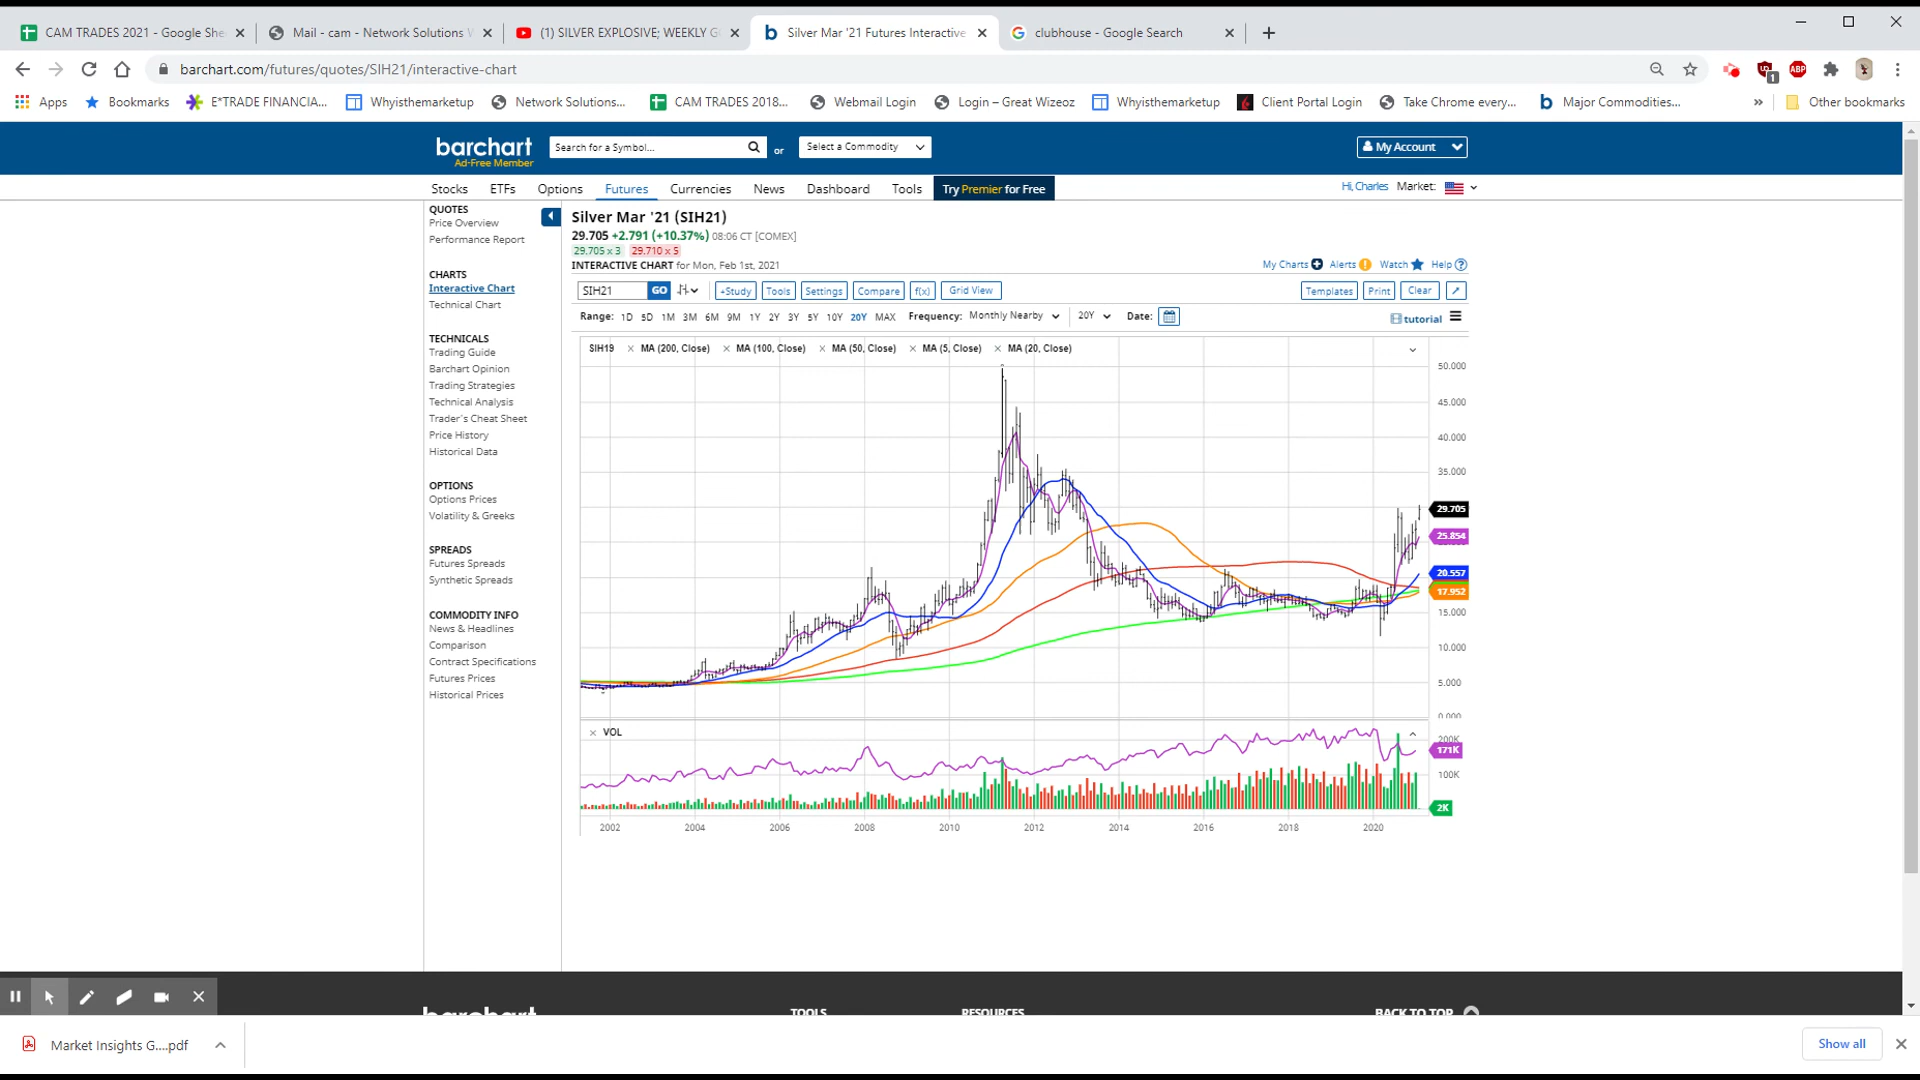 CAM TRADES 2021 - Google She
Mail - cam - Network Solutions W
(1) SILVER EXPLOSIVE; WEEKLY G
Silver Mar '21 Futures Interactive
clubhouse - Google Search
barchart.com/futures/quotes/SIH21/interactive-chart
1
ABP
Apps
Bookmarks
E*TRADE FINANCIA...
Whyisthemarketup
Network Solutions...
CAM TRADES 2018...
Webmail Login
Login – Great Wizeoz
Whyisthemarketup
Client Portal Login
Take Chrome every...
Major Commodities...
»
Other bookmarks
barchart
Ad-Free Member
Search for a Symbol...
or
Select a Commodity
My Account
Stocks
ETFs
Options
Futures
Currencies
News
Dashboard
Tools
Try Premier for Free
Hi, Charles
Market:
QUOTES
Price Overview
Performance Report
CHARTS
Interactive Chart
Technical Chart
TECHNICALS
Trading Guide
Barchart Opinion
Trading Strategies
Technical Analysis
Trader's Cheat Sheet
Price History
Historical Data
OPTIONS
Options Prices
Volatility & Greeks
SPREADS
Futures Spreads
Synthetic Spreads
COMMODITY INFO
News & Headlines
Comparison
Contract Specifications
Futures Prices
Historical Prices
Silver Mar '21 (SIH21)
29.705 +2.791 (+10.37%) 08:06 CT [COMEX]
29.705 x 3 29.710 x 5
INTERACTIVE CHART for Mon, Feb 1st, 2021
My Charts
Alerts
Watch
Help
SIH21
GO
+Study
Tools
Settings
Compare
f(x)
Grid View
Templates
Print
Clear
Range: 1D 5D 1M 3M 6M 9M 1Y 2Y 3Y 5Y 10Y 20Y MAX
Frequency: Monthly Nearby
20Y
Date:
tutorial
SIH19
MA (200, Close)
MA (100, Close)
MA (50, Close)
MA (5, Close)
MA (20, Close)
50.000
45.000
40.000
35.000
29.705
25.854
20.557
17.952
15.000
10.000
5.000
0.000
VOL
200K
171K
100K
2K
2002 2004 2006 2008 2010 2012 2014 2016 2018 2020
barchart
TOOLS
RESOURCES
BACK TO TOP
Market Insights G....pdf
Show all